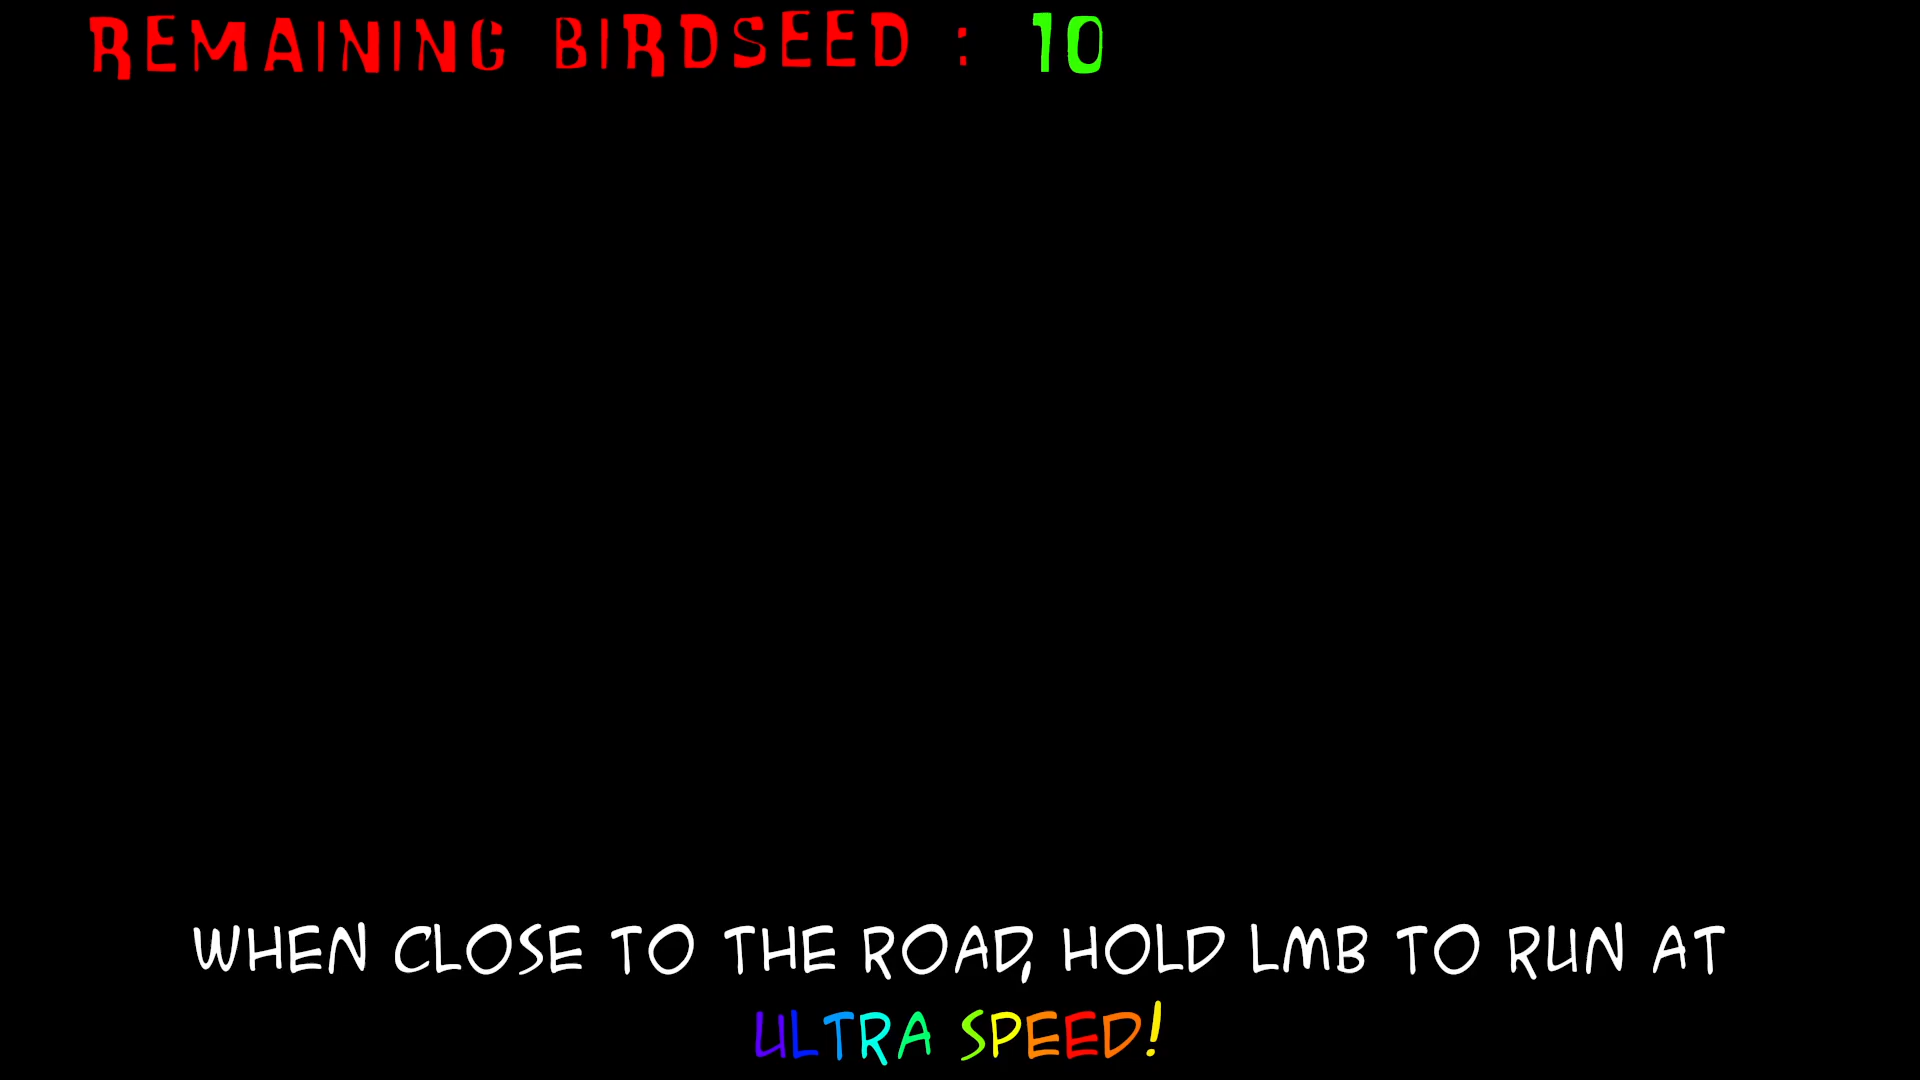 REMAINING BIRDSEED : 10
WHEN CLOSE TO THE ROAD, HOLD LMB TO RUN AT
ULTRA SPEED!